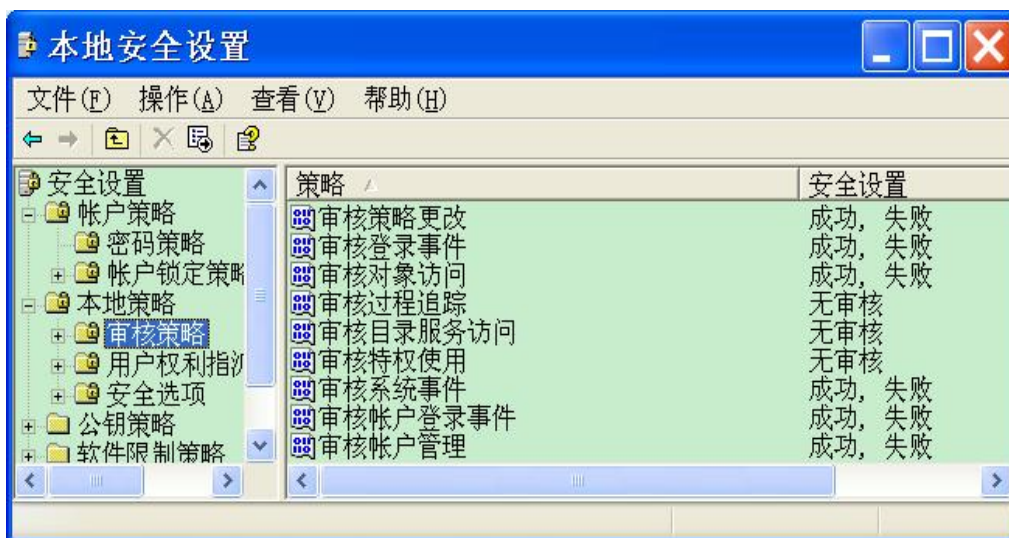 本地安全设置
文件(F) 操作(A) 查看(V) 帮助(H)
安全设置
帐户策略
密码策略
帐户锁定策略
本地策略
审核策略
用户权利指派
安全选项
公钥策略
软件限制策略
策略 安全设置
审核策略更改 成功, 失败
审核登录事件 成功, 失败
审核对象访问 成功, 失败
审核过程追踪 无审核
审核目录服务访问 无审核
审核特权使用 无审核
审核系统事件 成功, 失败
审核帐户登录事件 成功, 失败
审核帐户管理 成功, 失败